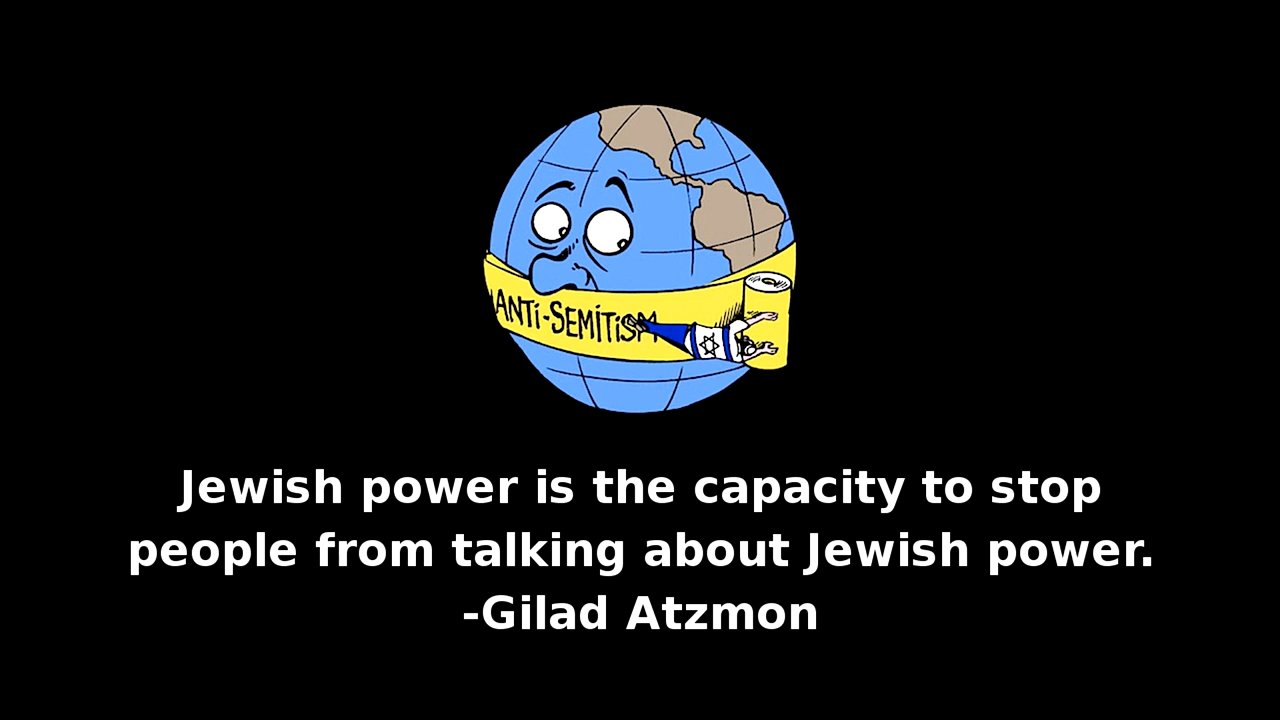 ANTi-SEMiTiSM
Jewish power is the capacity to stop
people from talking about Jewish power.
-Gilad Atzmon